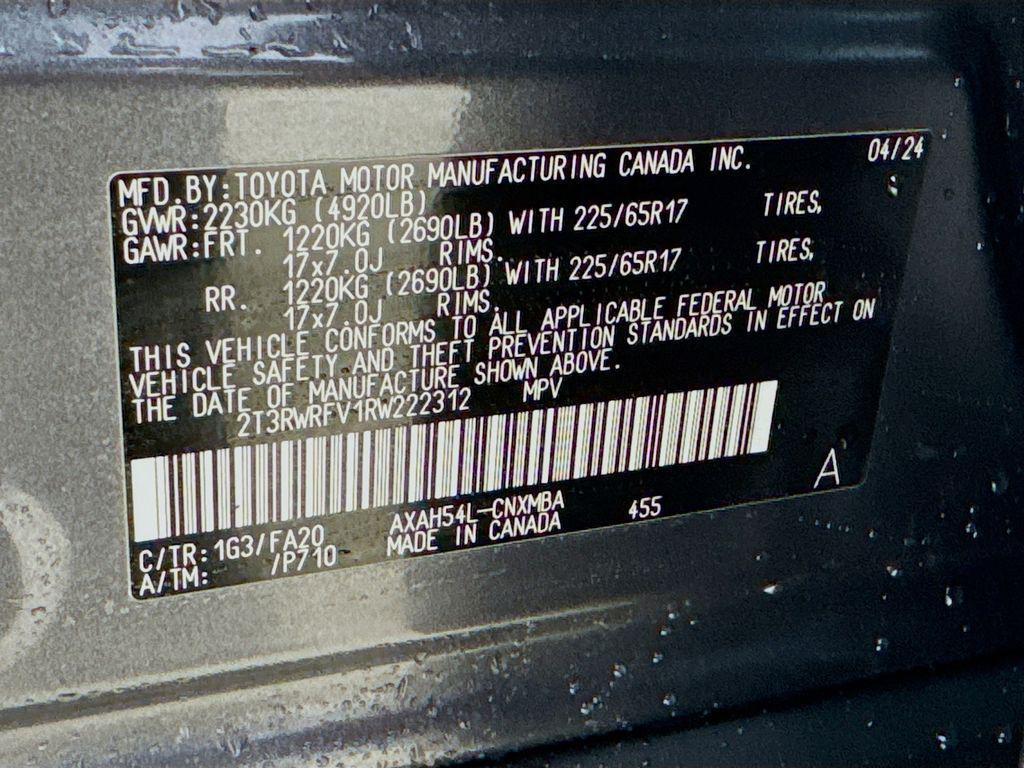 MFD.BY:TOYOTA MOTOR MANUFACTURING CANADA INC. 04/24
GVWR:2230KG (4920LB)
GAWR:FRT. 1220KG (2690LB) WITH 225/65R17 TIRES,
17x7.0J RIMS.
RR. 1220KG (2690LB) WITH 225/65R17 TIRES,
17x7.0J RIMS.
THIS VEHICLE CONFORMS TO ALL APPLICABLE FEDERAL MOTOR
VEHICLE SAFETY AND THEFT PREVENTION STANDARDS IN EFFECT ON
THE DATE OF MANUFACTURE SHOWN ABOVE.
2T3RWRFV1RW222312 MPV
A
C/TR:1G3/FA20 AXAH54L-CNXMBA 455
A/TM: /P710 MADE IN CANADA